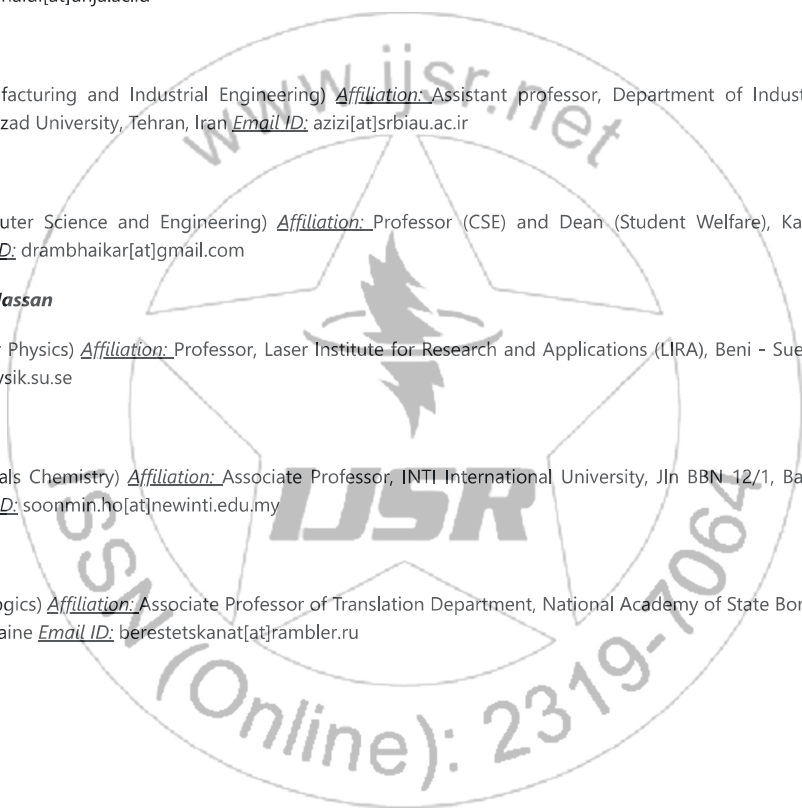 www.ijsr.net
facturing and Industrial Engineering) Affiliation: Assistant professor, Department of Indust
zad University, Tehran, Iran Email ID: azizi[at]srbiau.ac.ir
uter Science and Engineering) Affiliation: Professor (CSE) and Dean (Student Welfare), Ka
D: drambhaikar[at]gmail.com
assan
r Physics) Affiliation: Professor, Laser Institute for Research and Applications (LIRA), Beni - Sue
ysik.su.se
als Chemistry) Affiliation: Associate Professor, INTI International University, Jln BBN 12/1, Ba
D: soonmin.ho[at]newinti.edu.my
IJSR
ogics) Affiliation: Associate Professor of Translation Department, National Academy of State Bor
aine Email ID: berestetskanat[at]rambler.ru
ISSN (Online): 2319-7064